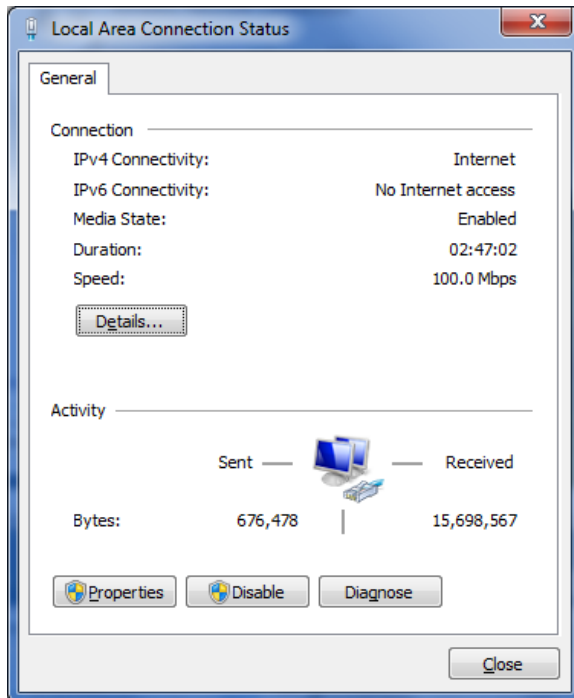 Local Area Connection Status
General
Connection
IPv4 Connectivity: Internet
IPv6 Connectivity: No Internet access
Media State: Enabled
Duration: 02:47:02
Speed: 100.0 Mbps
Details...
Activity
Sent Received
Bytes: 676,478 15,698,567
Properties Disable Diagnose
Close